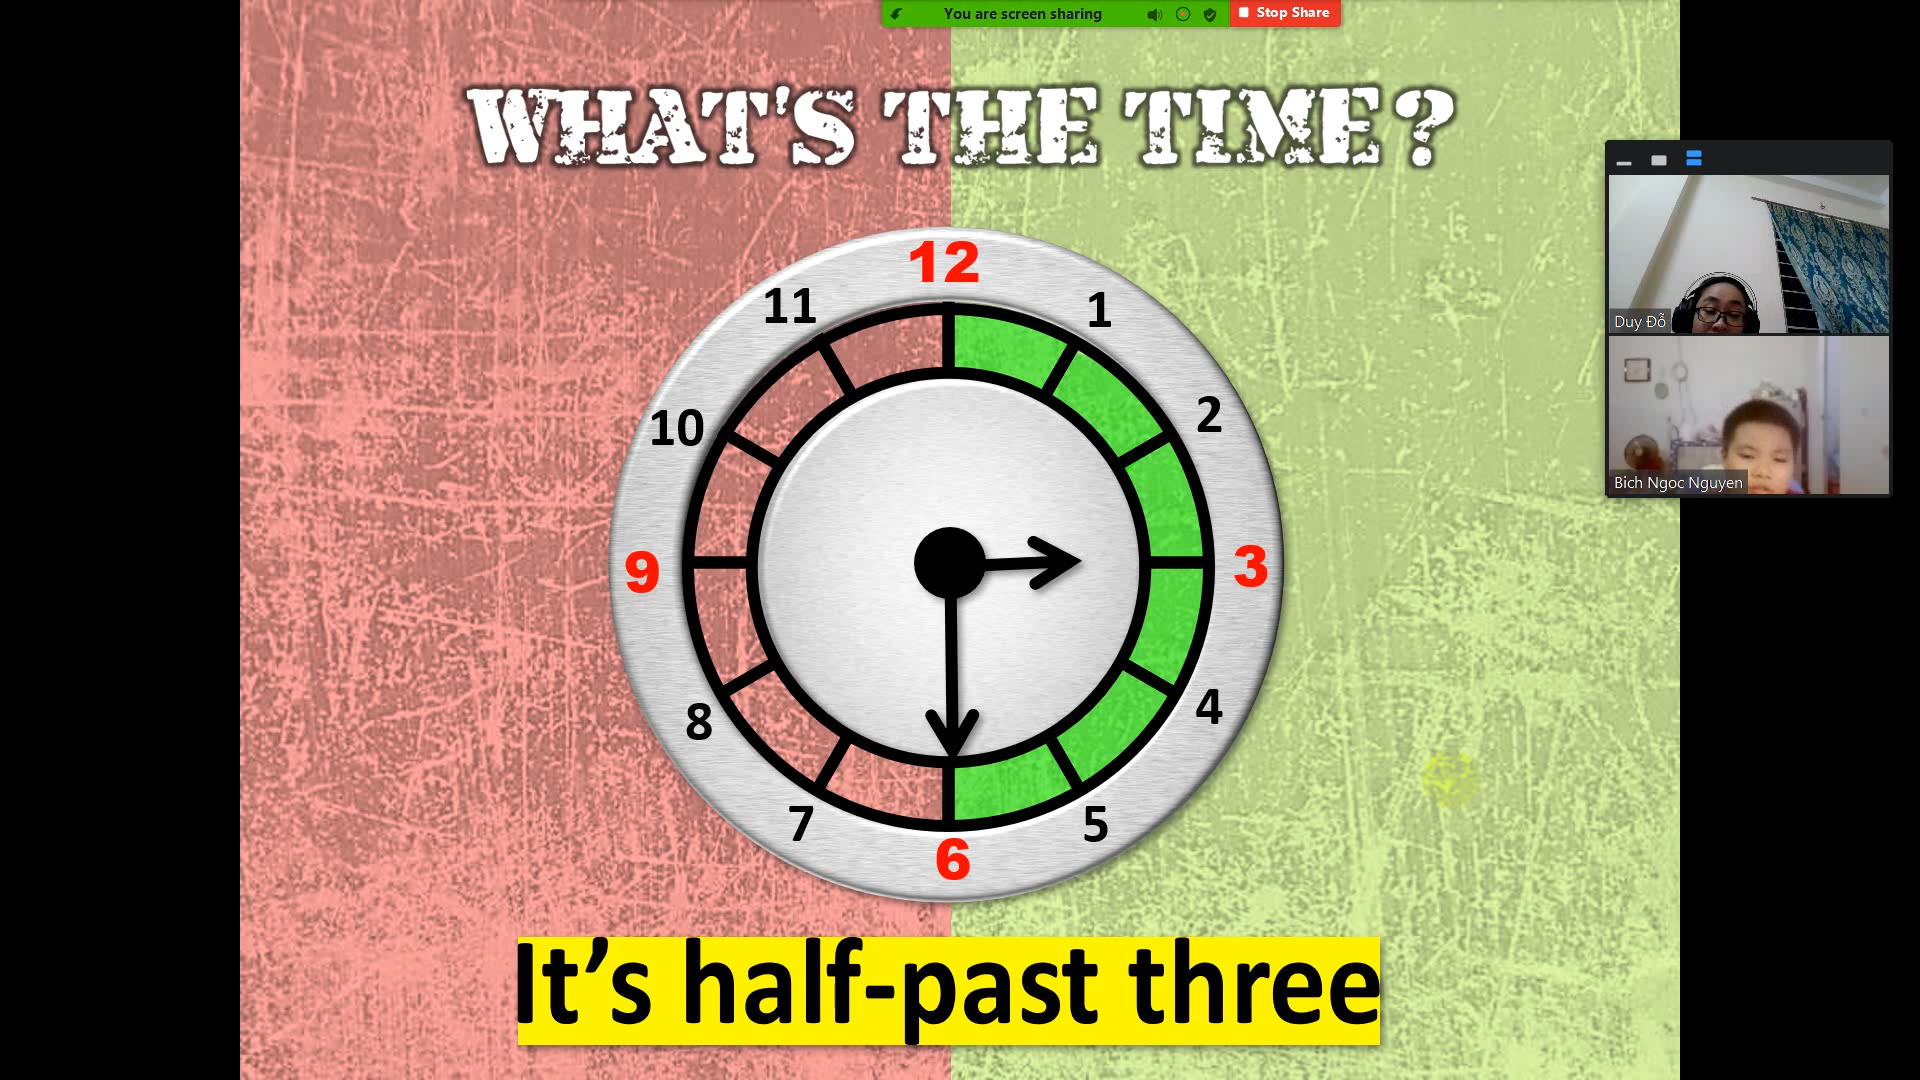 You are screen sharing
Stop Share
WHAT'S THE TIME?
12
11
1
10
2
9
3
8
4
7
5
6
It’s half-past three
Duy Đỗ
Bich Ngoc Nguyen